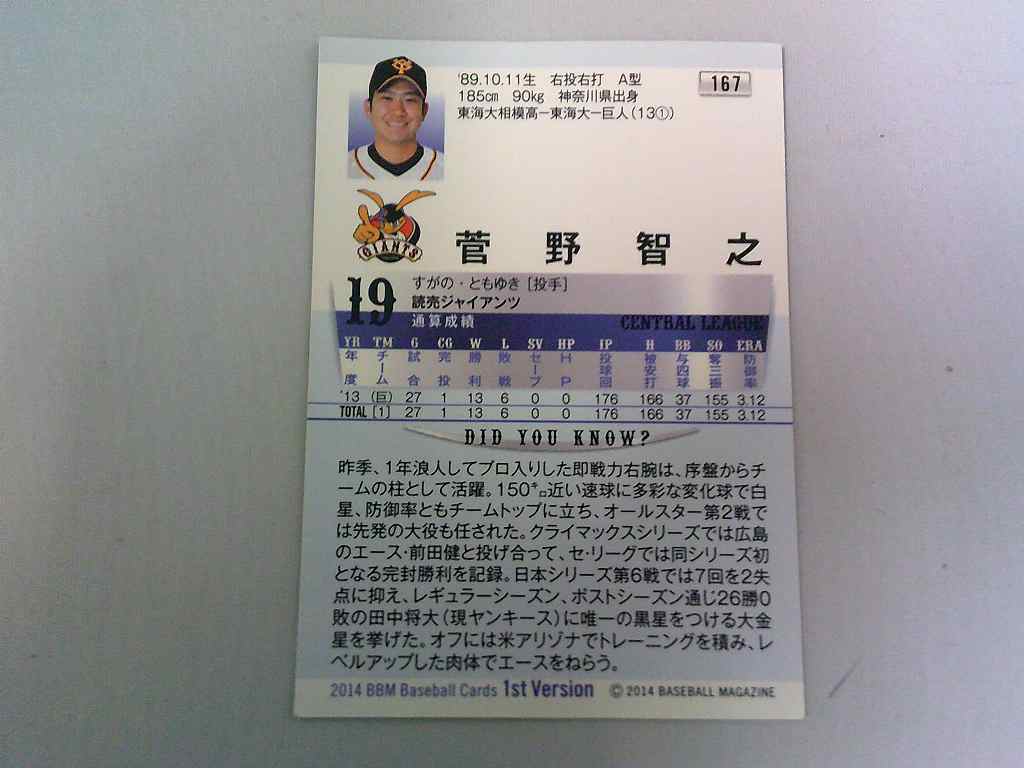 '89.10.11生 右投右打 A型
167
185㎝ 90㎏ 神奈川県出身
東海大相模高ー東海大ー巨人(13①)
GIANTS
菅野智之
19
すがの・ともゆき [投手]
読売ジャイアンツ
通算成績 CENTRAL LEAGUE
YR TM G CG W L SV HP IP H BB SO ERA
年度 チーム 試合 完投 勝利 敗戦 セーブ HP 投球回 被安打 与四球 奪三振 防御率
'13 (巨) 27 1 13 6 0 0 176 166 37 155 3.12
TOTAL [1] 27 1 13 6 0 0 176 166 37 155 3.12
DID YOU KNOW?
昨季、1年浪人してプロ入りした即戦力右腕は、序盤からチ
ームの柱として活躍。150㌔近い速球に多彩な変化球で白
星、防御率ともチームトップに立ち、オールスター第2戦で
は先発の大役も任された。クライマックスシリーズでは広島
のエース・前田健と投げ合って、セ・リーグでは同シリーズ初
となる完封勝利を記録。日本シリーズ第6戦では7回を2失
点に抑え、レギュラーシーズン、ポストシーズン通じ26勝0
敗の田中将大(現ヤンキース)に唯一の黒星をつける大金
星を挙げた。オフには米アリゾナでトレーニングを積み、レ
ベルアップした肉体でエースをねらう。
2014 BBM Baseball Cards 1st Version © 2014 BASEBALL MAGAZINE